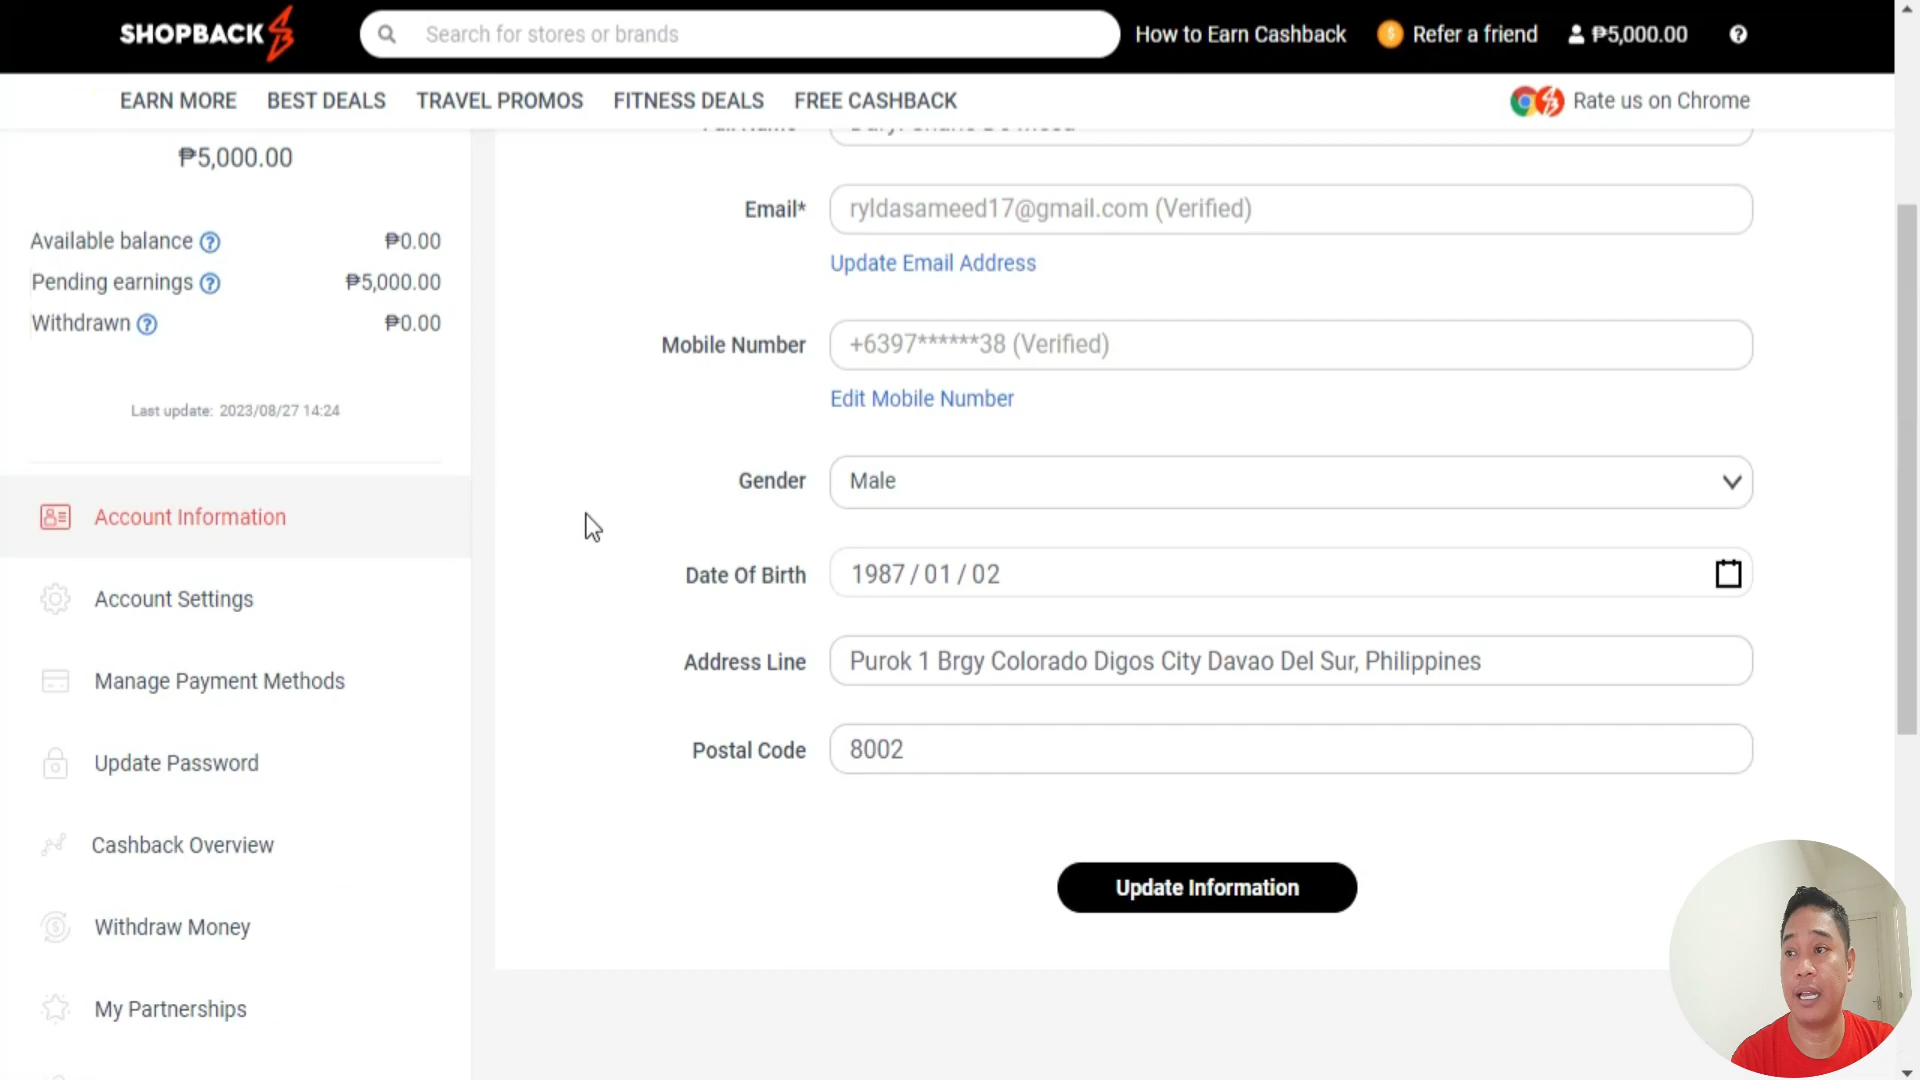 SHOPBACK
Search for stores or brands
How to Earn Cashback
Refer a friend
₱5,000.00
EARN MORE
BEST DEALS
TRAVEL PROMOS
FITNESS DEALS
FREE CASHBACK
Rate us on Chrome
₱5,000.00
Available balance ? ₱0.00
Pending earnings ? ₱5,000.00
Withdrawn ? ₱0.00
Last update: 2023/08/27 14:24
Account Information
Account Settings
Manage Payment Methods
Update Password
Cashback Overview
Withdraw Money
My Partnerships
Email* ryldasameed17@gmail.com (Verified)
Update Email Address
Mobile Number +6397******38 (Verified)
Edit Mobile Number
Gender Male
Date Of Birth 1987 / 01 / 02
Address Line Purok 1 Brgy Colorado Digos City Davao Del Sur, Philippines
Postal Code 8002
Update Information